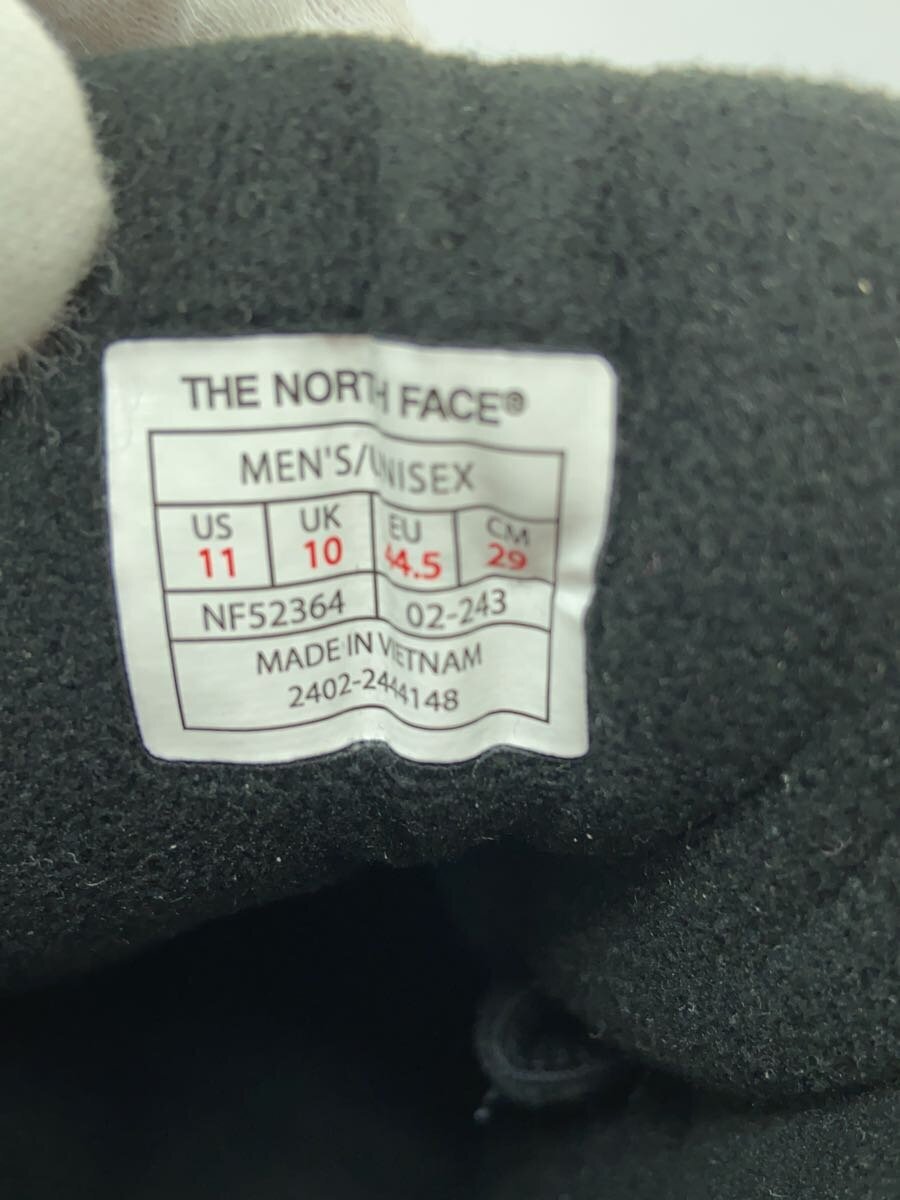 THE NORTH FACE®
MEN'S/UNISEX
US UK EU CM
11 10 44.5 29
NF52364 02-243
MADE IN VIETNAM
2402-2444148